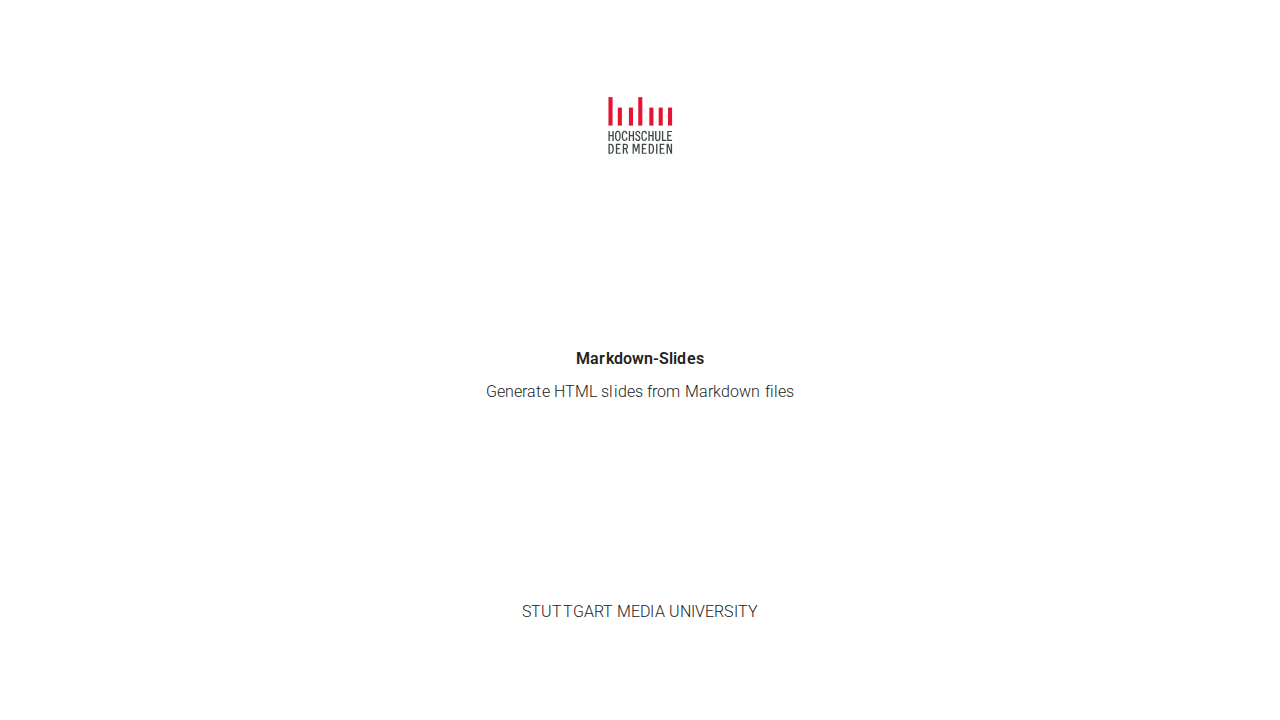 HOCHSCHULE
DER MEDIEN
Markdown-Slides
Generate HTML slides from Markdown files
STUTTGART MEDIA UNIVERSITY